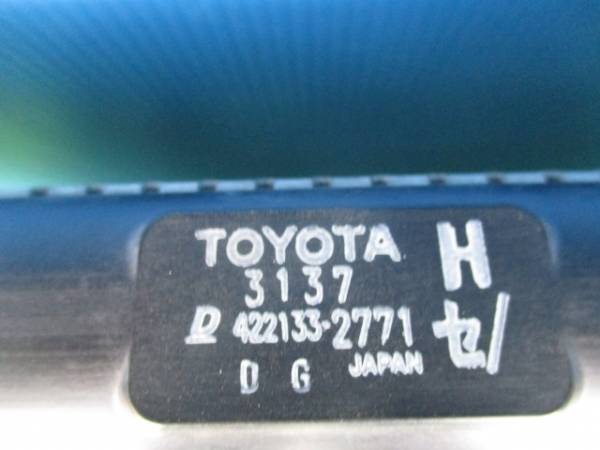 TOYOTA H
3137
D 422133-2771 セ/
D G JAPAN